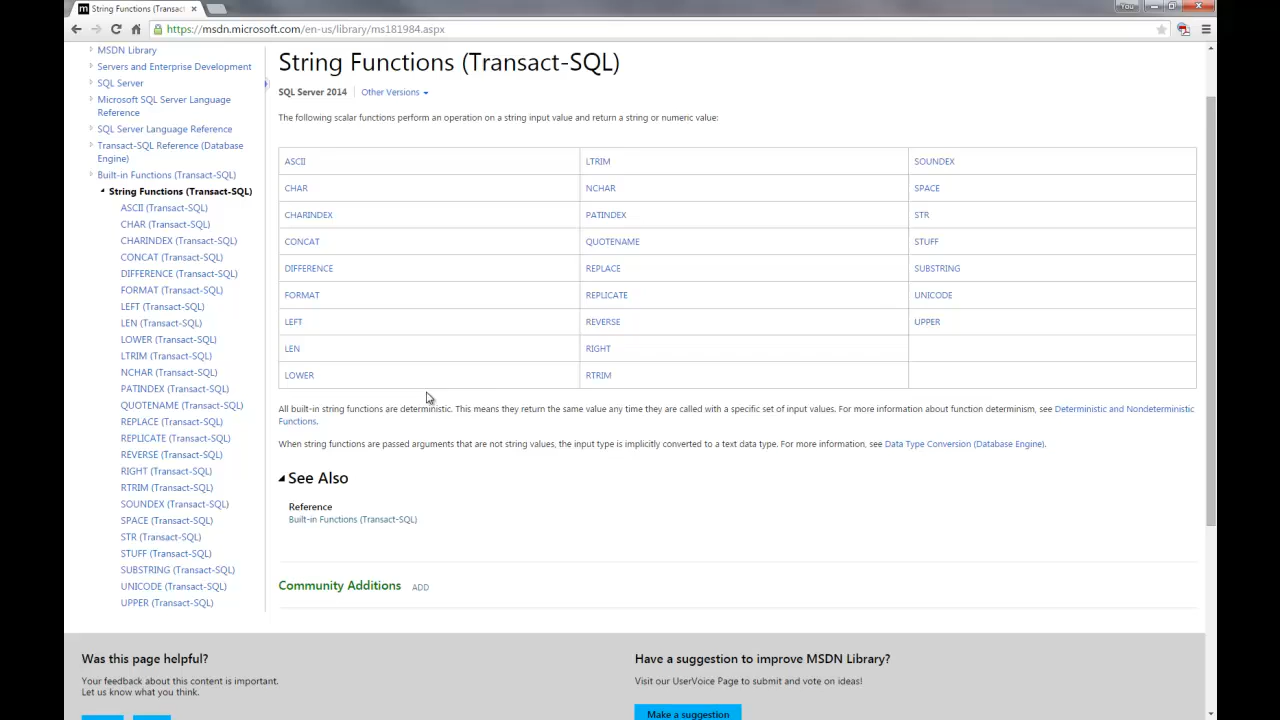 String Functions (Transac
You
https://msdn.microsoft.com/en-us/library/ms181984.aspx
MSDN Library
Servers and Enterprise Development
SQL Server
Microsoft SQL Server Language
Reference
SQL Server Language Reference
Transact-SQL Reference (Database
Engine)
Built-in Functions (Transact-SQL)
String Functions (Transact-SQL)
ASCII (Transact-SQL)
CHAR (Transact-SQL)
CHARINDEX (Transact-SQL)
CONCAT (Transact-SQL)
DIFFERENCE (Transact-SQL)
FORMAT (Transact-SQL)
LEFT (Transact-SQL)
LEN (Transact-SQL)
LOWER (Transact-SQL)
LTRIM (Transact-SQL)
NCHAR (Transact-SQL)
PATINDEX (Transact-SQL)
QUOTENAME (Transact-SQL)
REPLACE (Transact-SQL)
REPLICATE (Transact-SQL)
REVERSE (Transact-SQL)
RIGHT (Transact-SQL)
RTRIM (Transact-SQL)
SOUNDEX (Transact-SQL)
SPACE (Transact-SQL)
STR (Transact-SQL)
STUFF (Transact-SQL)
SUBSTRING (Transact-SQL)
UNICODE (Transact-SQL)
UPPER (Transact-SQL)
String Functions (Transact-SQL)
SQL Server 2014 Other Versions
The following scalar functions perform an operation on a string input value and return a string or numeric value:
ASCII LTRIM SOUNDEX
CHAR NCHAR SPACE
CHARINDEX PATINDEX STR
CONCAT QUOTENAME STUFF
DIFFERENCE REPLACE SUBSTRING
FORMAT REPLICATE UNICODE
LEFT REVERSE UPPER
LEN RIGHT
LOWER RTRIM
All built-in string functions are deterministic. This means they return the same value any time they are called with a specific set of input values. For more information about function determinism, see Deterministic and Nondeterministic
Functions.
When string functions are passed arguments that are not string values, the input type is implicitly converted to a text data type. For more information, see Data Type Conversion (Database Engine).
See Also
Reference
Built-in Functions (Transact-SQL)
Community Additions ADD
Was this page helpful?
Your feedback about this content is important.
Let us know what you think.
Have a suggestion to improve MSDN Library?
Visit our UserVoice Page to submit and vote on ideas!
Make a suggestion